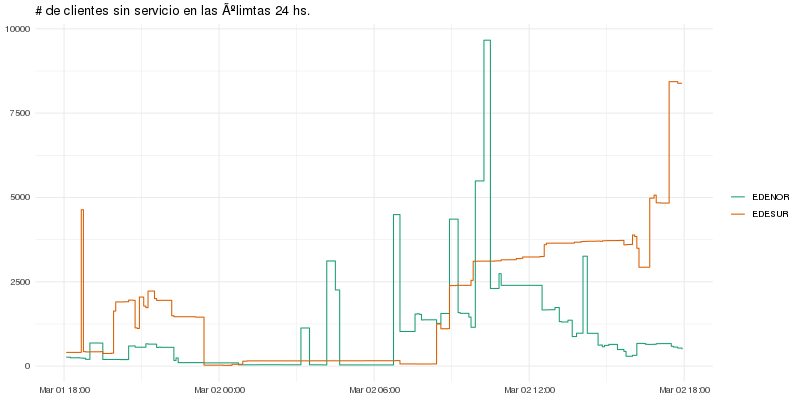 # de clientes sin servicio en las Ãºlimtas 24 hs.
10000
7500
5000
2500
0
Mar 01 18:00
Mar 02 00:00
Mar 02 06:00
Mar 02 12:00
Mar 02 18:00
EDENOR
EDESUR